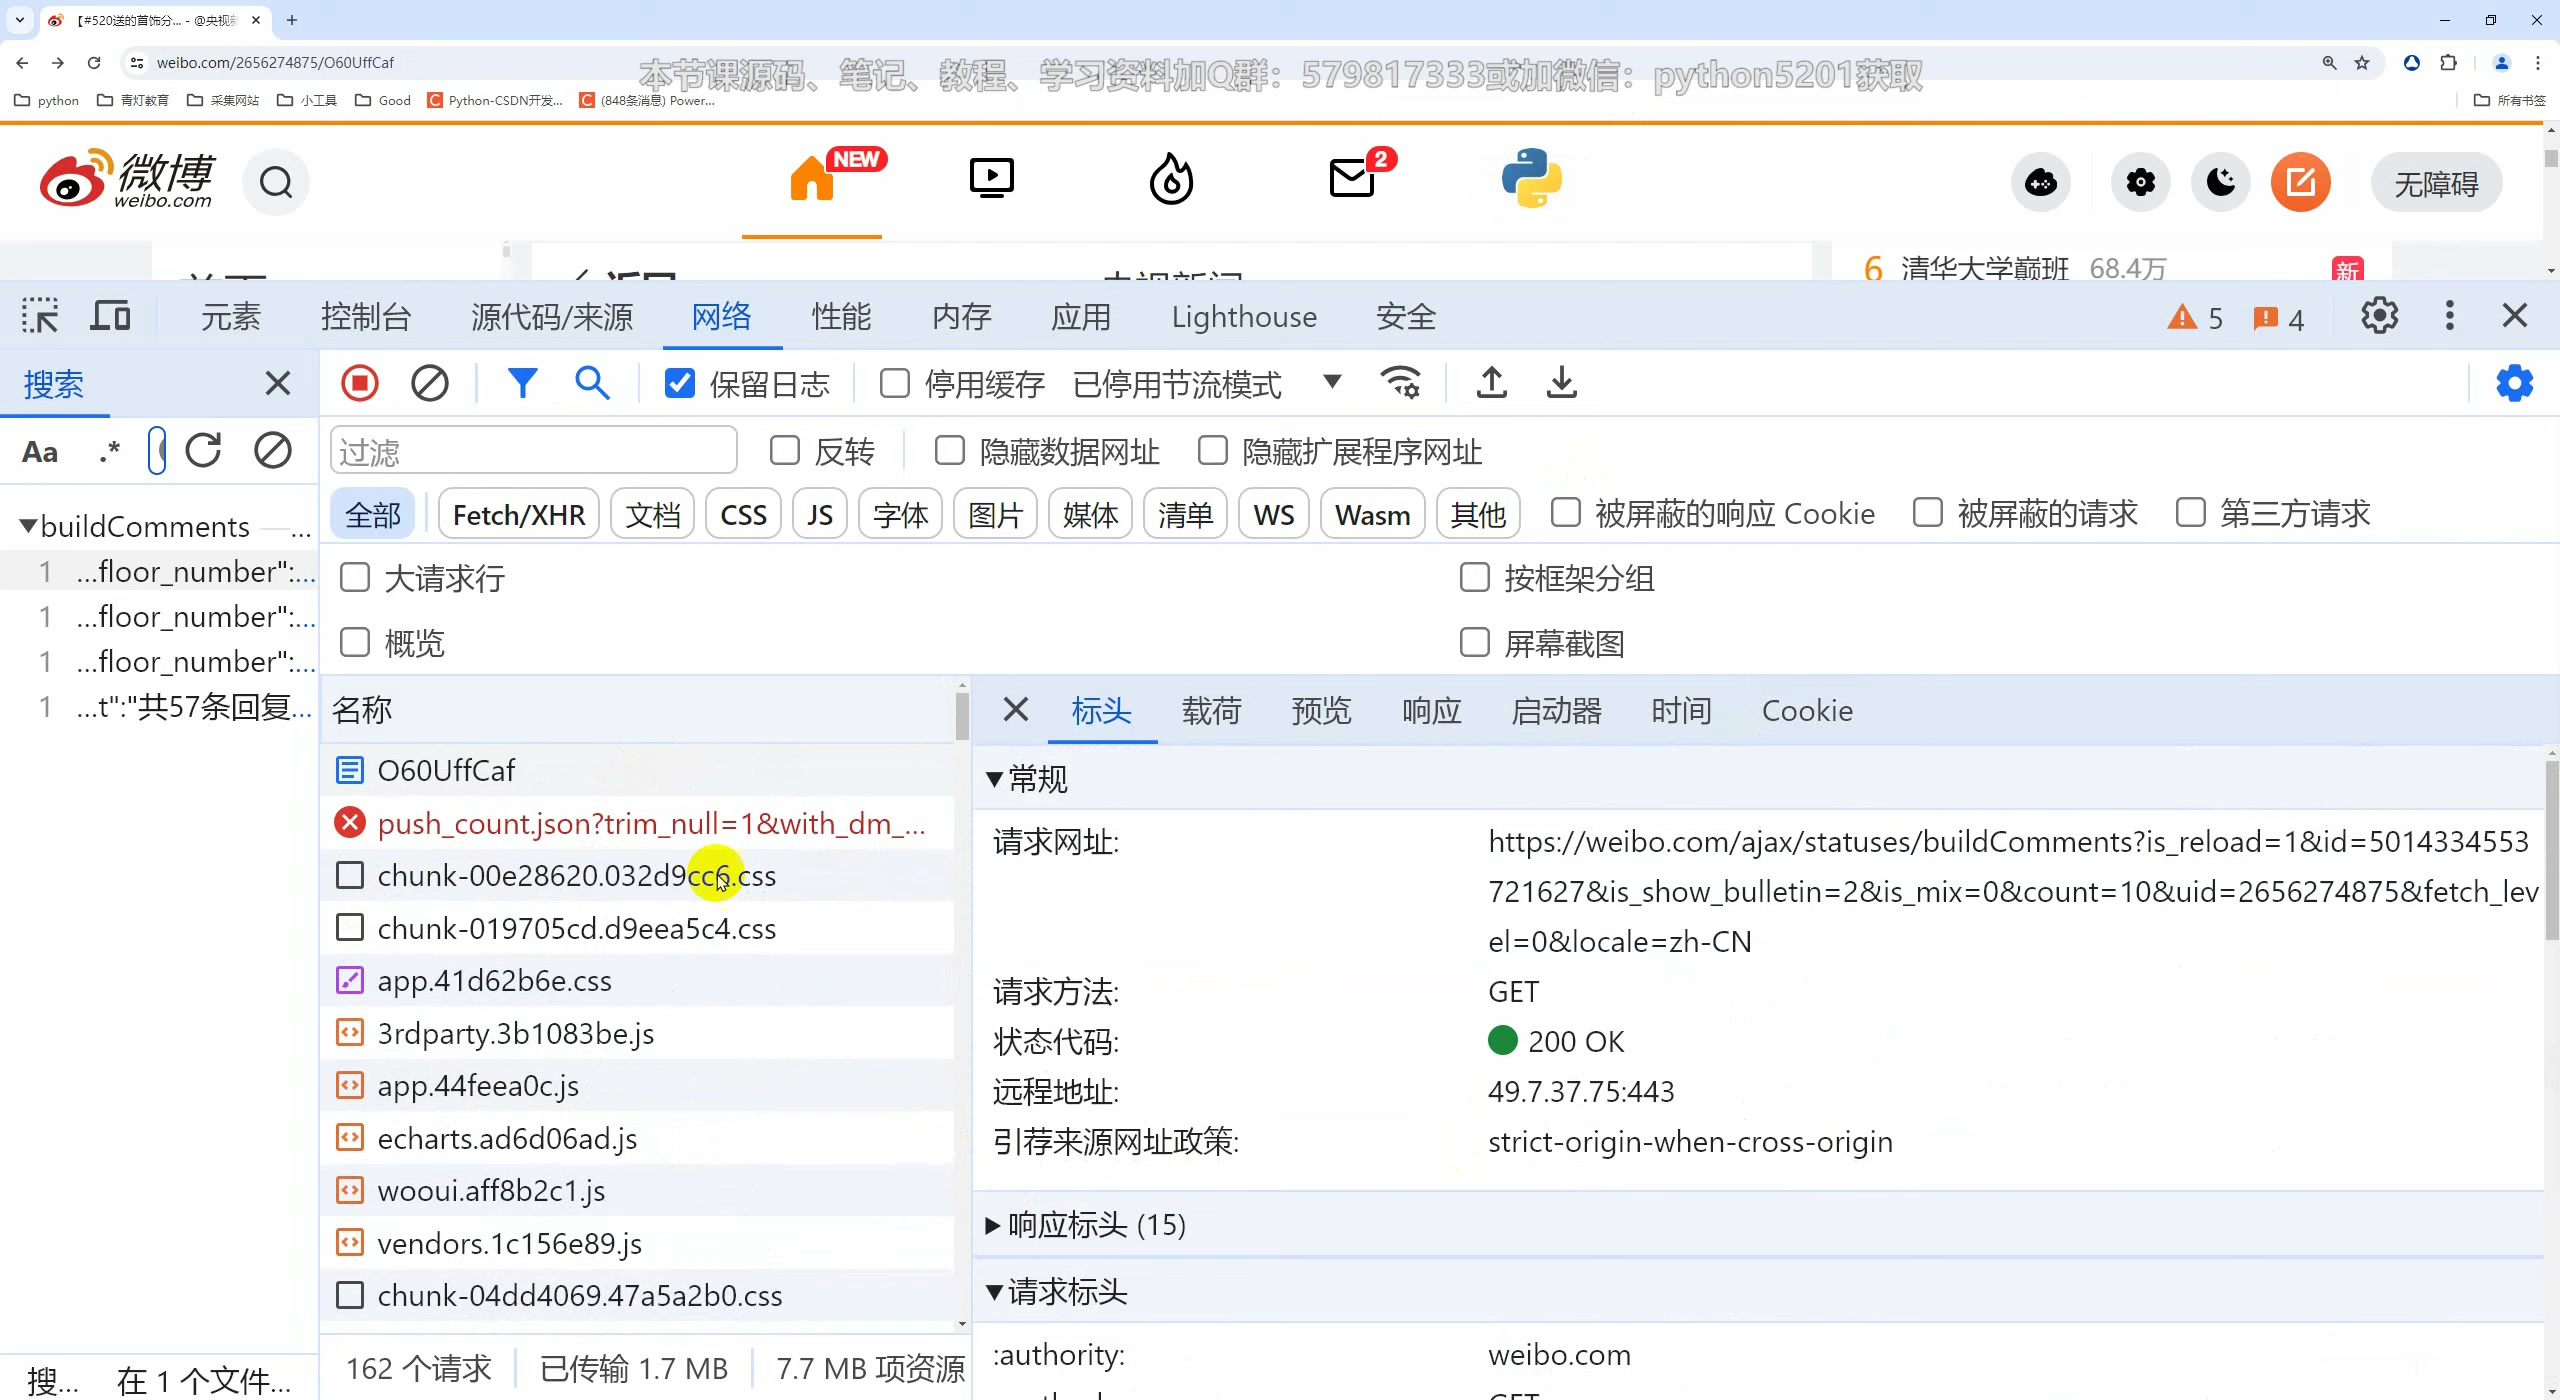 【#520送的首饰分... - @央视新
weibo.com/2656274875/O60UffCaf
本节课源码、笔记、教程、学习资料加Q群：579817333或加微信：python5201获取
python
青灯教育
采集网站
小工具
Good
Python-CSDN开发...
(848条消息) Power...
所有书签
微博
weibo.com
NEW
2
无障碍
返回
央视新闻
6 清华大学巅班 68.4万 新
元素 控制台 源代码/来源 网络 性能 内存 应用 Lighthouse 安全 5 4
搜索
保留日志 停用缓存 已停用节流模式
Aa .*
过滤 反转 隐藏数据网址 隐藏扩展程序网址
全部 Fetch/XHR 文档 CSS JS 字体 图片 媒体 清单 WS Wasm 其他 被屏蔽的响应 Cookie 被屏蔽的请求 第三方请求
buildComments —...
1 ...floor_number":...
1 ...floor_number":...
1 ...floor_number":...
1 ...t":"共57条回复...
大请求行 按框架分组
概览 屏幕截图
名称
O60UffCaf
push_count.json?trim_null=1&with_dm_...
chunk-00e28620.032d9cc6.css
chunk-019705cd.d9eea5c4.css
app.41d62b6e.css
3rdparty.3b1083be.js
app.44feea0c.js
echarts.ad6d06ad.js
wooui.aff8b2c1.js
vendors.1c156e89.js
chunk-04dd4069.47a5a2b0.css
标头 载荷 预览 响应 启动器 时间 Cookie
常规
请求网址: https://weibo.com/ajax/statuses/buildComments?is_reload=1&id=5014334553
721627&is_show_bulletin=2&is_mix=0&count=10&uid=2656274875&fetch_lev
el=0&locale=zh-CN
请求方法: GET
状态代码: 200 OK
远程地址: 49.7.37.75:443
引荐来源网址政策: strict-origin-when-cross-origin
响应标头 (15)
请求标头
:authority: weibo.com
搜... 在 1 个文件...
162 个请求 已传输 1.7 MB 7.7 MB 项资源